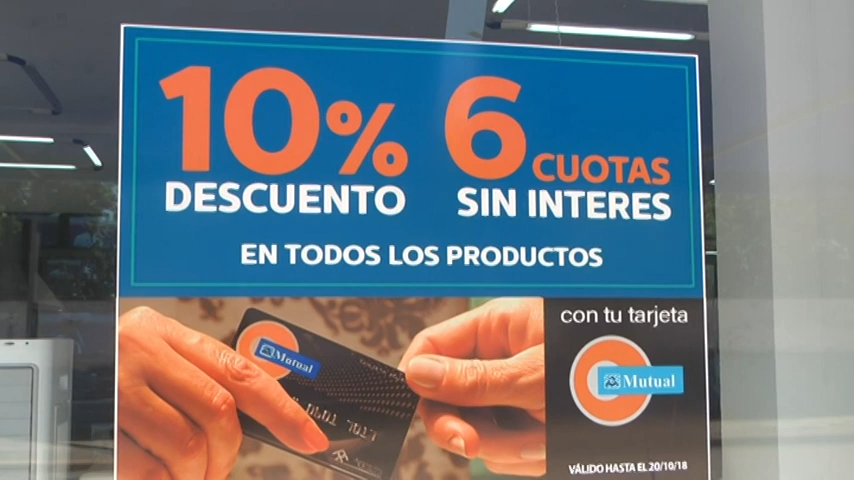 10% 6 CUOTAS
DESCUENTO SIN INTERES
EN TODOS LOS PRODUCTOS
con tu tarjeta
Mutual
Mutual
VÁLIDO HASTA EL 20/10/18